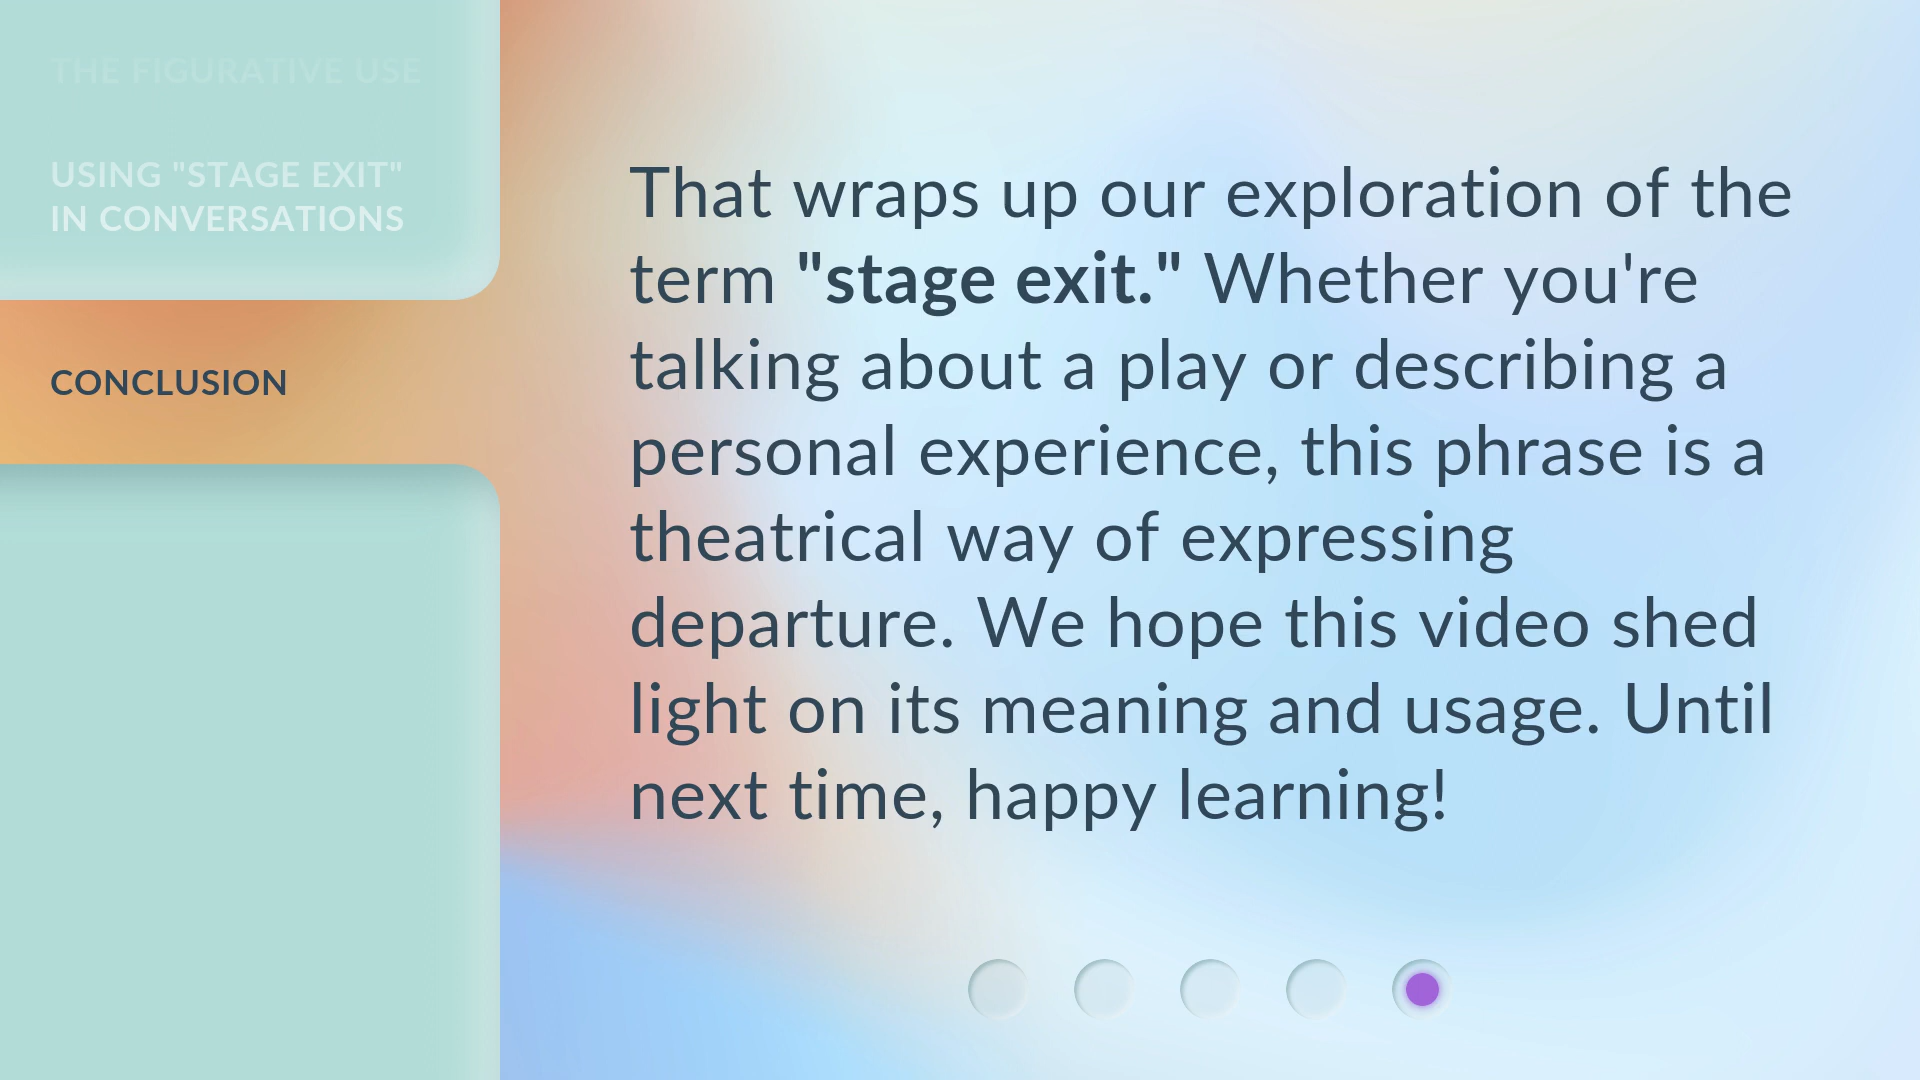 THE FIGURATIVE USE
USING "STAGE EXIT"
IN CONVERSATIONS
CONCLUSION
That wraps up our exploration of the
term "stage exit." Whether you're
talking about a play or describing a
personal experience, this phrase is a
theatrical way of expressing
departure. We hope this video shed
light on its meaning and usage. Until
next time, happy learning!